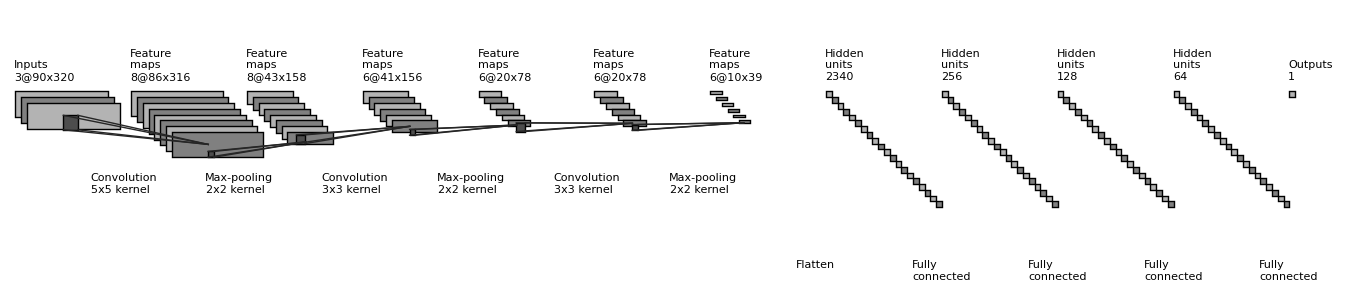 Inputs
3@90x320
Feature
maps
8@86x316
Feature
maps
8@43x158
Feature
maps
6@41x156
Feature
maps
6@20x78
Feature
maps
6@20x78
Feature
maps
6@10x39
Hidden
units
2340
Hidden
units
256
Hidden
units
128
Hidden
units
64
Outputs
1
Convolution
5x5 kernel
Max-pooling
2x2 kernel
Convolution
3x3 kernel
Max-pooling
2x2 kernel
Convolution
3x3 kernel
Max-pooling
2x2 kernel
Flatten
Fully
connected
Fully
connected
Fully
connected
Fully
connected